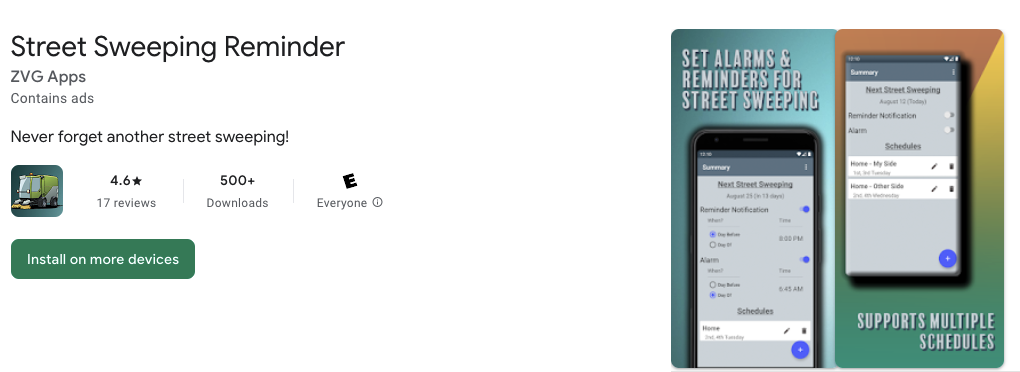 Street Sweeping Reminder
ZVG Apps
Contains ads
Never forget another street sweeping!
4.6★
17 reviews
500+
Downloads
E
Everyone
Install on more devices
SET ALARMS &
REMINDERS FOR
STREET SWEEPING
12:10
Summary
Next Street Sweeping
August 25 (In 13 days)
Reminder Notification
When?
Time
Day Before
Day Of
8:00 PM
Alarm
When?
Time
Day Before
Day Of
6:45 AM
Schedules
Home
2nd, 4th Tuesday
+
12:10
Summary
Next Street Sweeping
August 12 (Today)
Reminder Notification
Alarm
Schedules
Home - My Side
1st, 3rd Tuesday
Home - Other Side
2nd, 4th Wednesday
+
SUPPORTS MULTIPLE
SCHEDULES